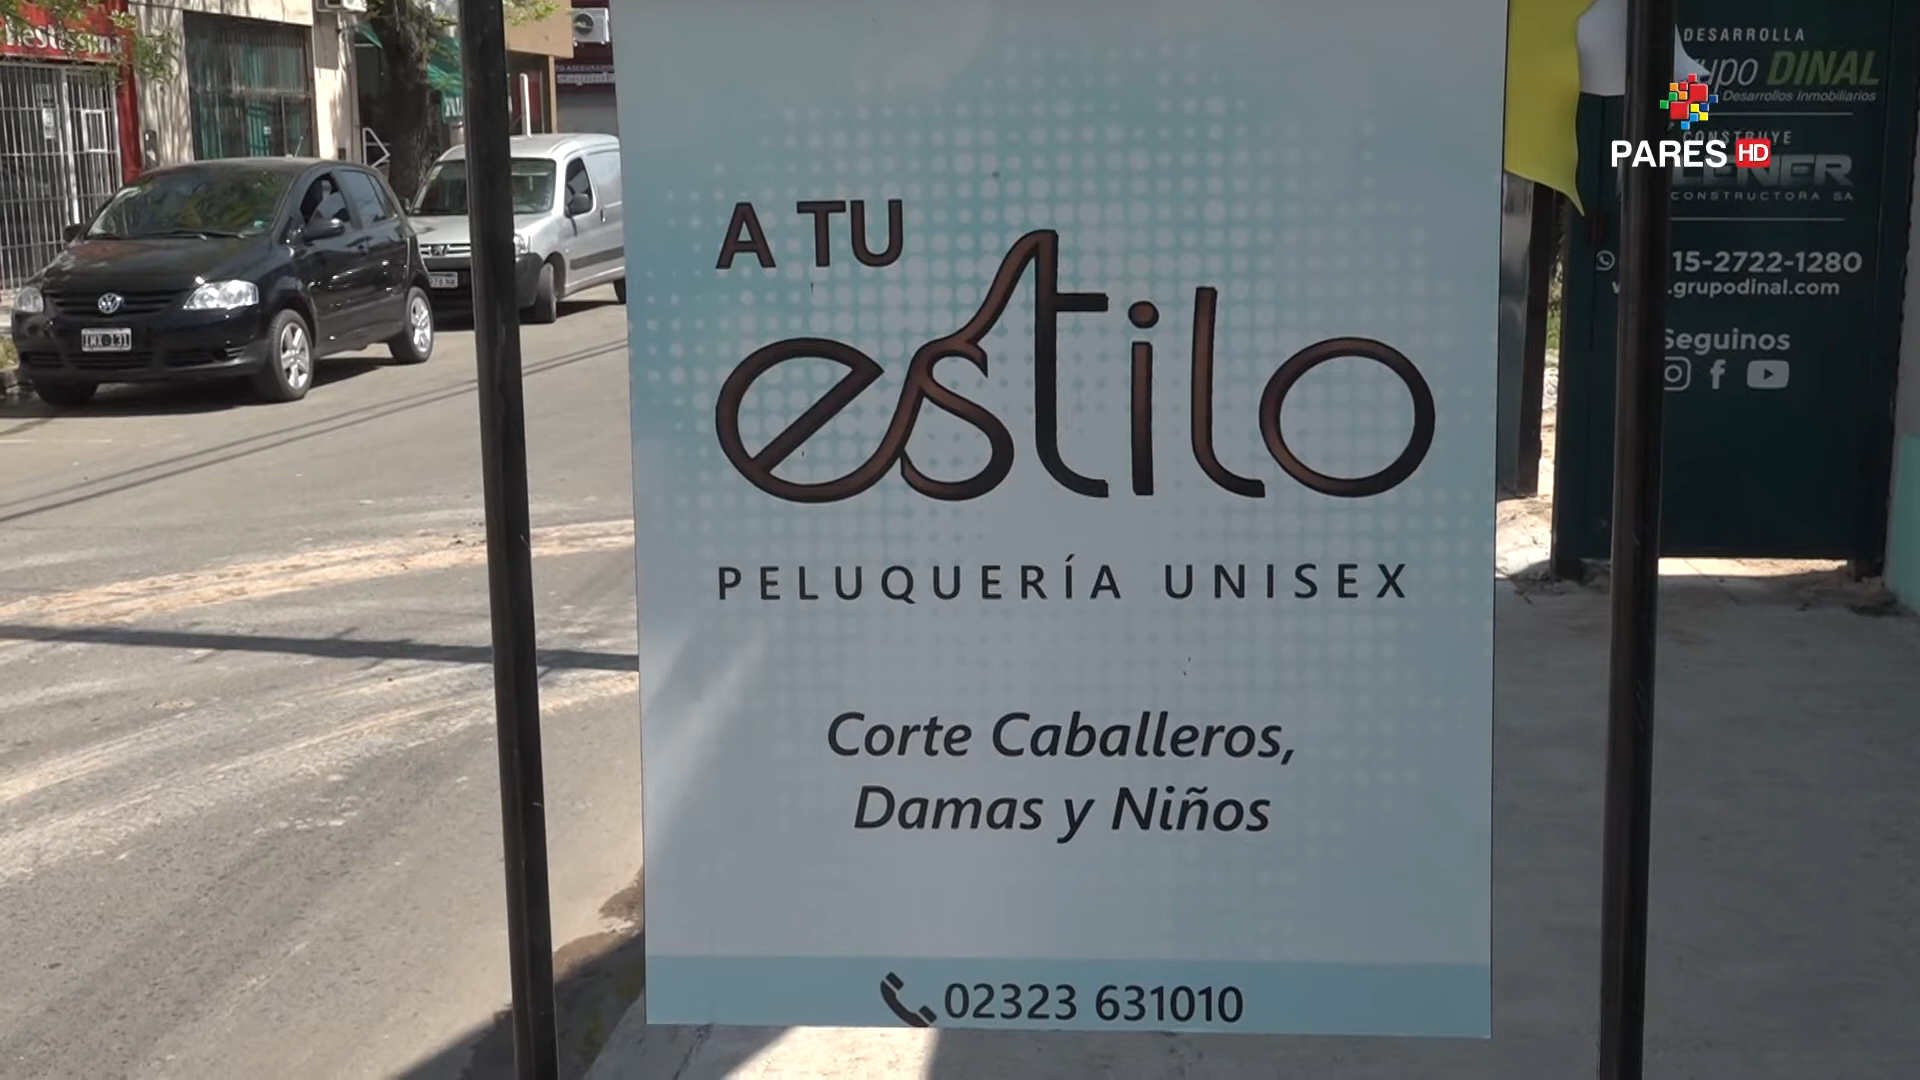 A TU
estilo
PELUQUERÍA UNISEX
Corte Caballeros,
Damas y Niños
02323 631010
DESARROLLA
DINAL
Desarrollos Inmobiliarios
CONSTRUYE
CONSTRUCTORA SA
15-2722-1280
.grupodinal.com
Seguinos
PARES HD